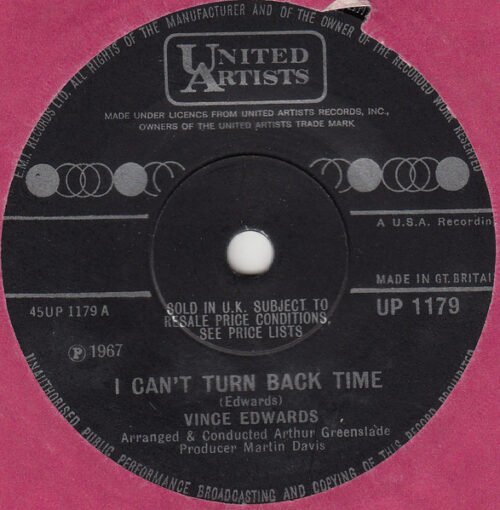 E.M.I. RECORDS LTD. ALL RIGHTS OF THE MANUFACTURER AND OF THE OWNER OF THE RECORDED WORK RESERVED
UNITED
ARTISTS
MADE UNDER LICENCE FROM UNITED ARTISTS RECORDS, INC.,
OWNERS OF THE UNITED ARTISTS TRADE MARK
A U.S.A. Recordin
MADE IN GT. BRITAI
45UP 1179 A
SOLD IN U.K. SUBJECT TO
RESALE PRICE CONDITIONS,
SEE PRICE LISTS
UP 1179
Ⓟ 1967
I CAN'T TURN BACK TIME
(Edwards)
VINCE EDWARDS
Arranged & Conducted Arthur Greenslade
Producer Martin Davis
UNAUTHORISED PUBLIC PERFORMANCE BROADCASTING AND COPYING OF THIS RECORD PROHIBITED